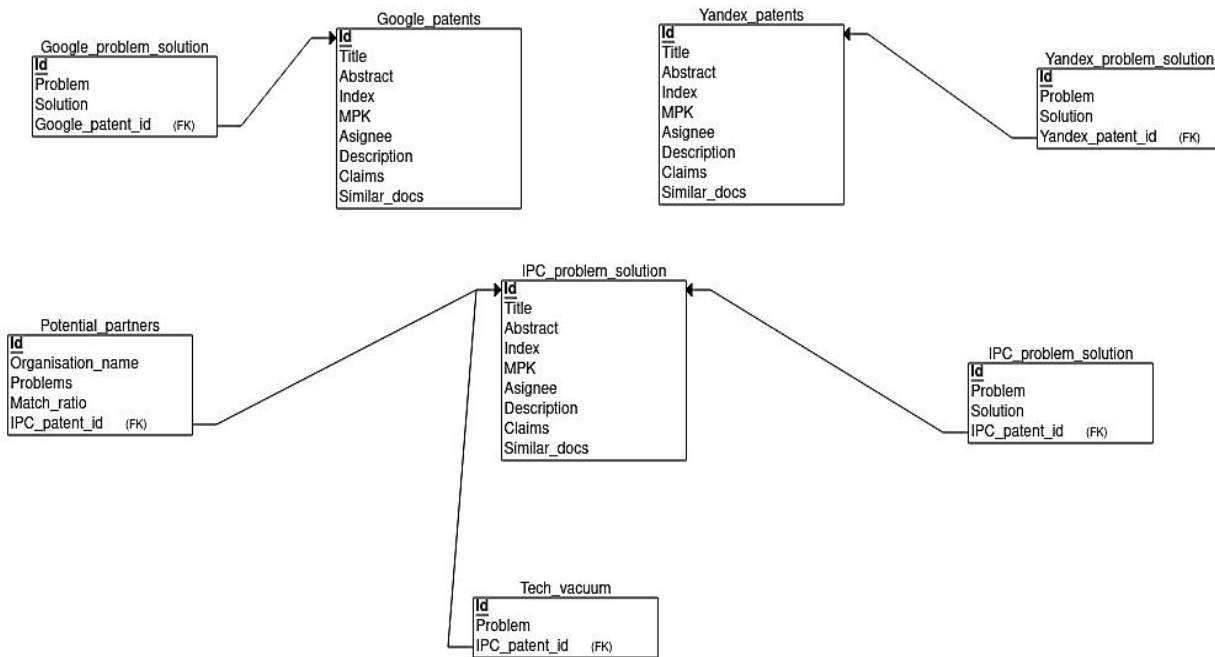 Google_problem_solution
Id
Problem
Solution
Google_patent_id (FK)
Google_patents
Id
Title
Abstract
Index
MPK
Asignee
Description
Claims
Similar_docs
Yandex_patents
Id
Title
Abstract
Index
MPK
Asignee
Description
Claims
Similar_docs
Yandex_problem_solution
Id
Problem
Solution
Yandex_patent_id (FK)
Potential_partners
Id
Organisation_name
Problems
Match_ratio
IPC_patent_id (FK)
IPC_problem_solution
Id
Title
Abstract
Index
MPK
Asignee
Description
Claims
Similar_docs
IPC_problem_solution
Id
Problem
Solution
IPC_patent_id (FK)
Tech_vacuum
Id
Problem
IPC_patent_id (FK)